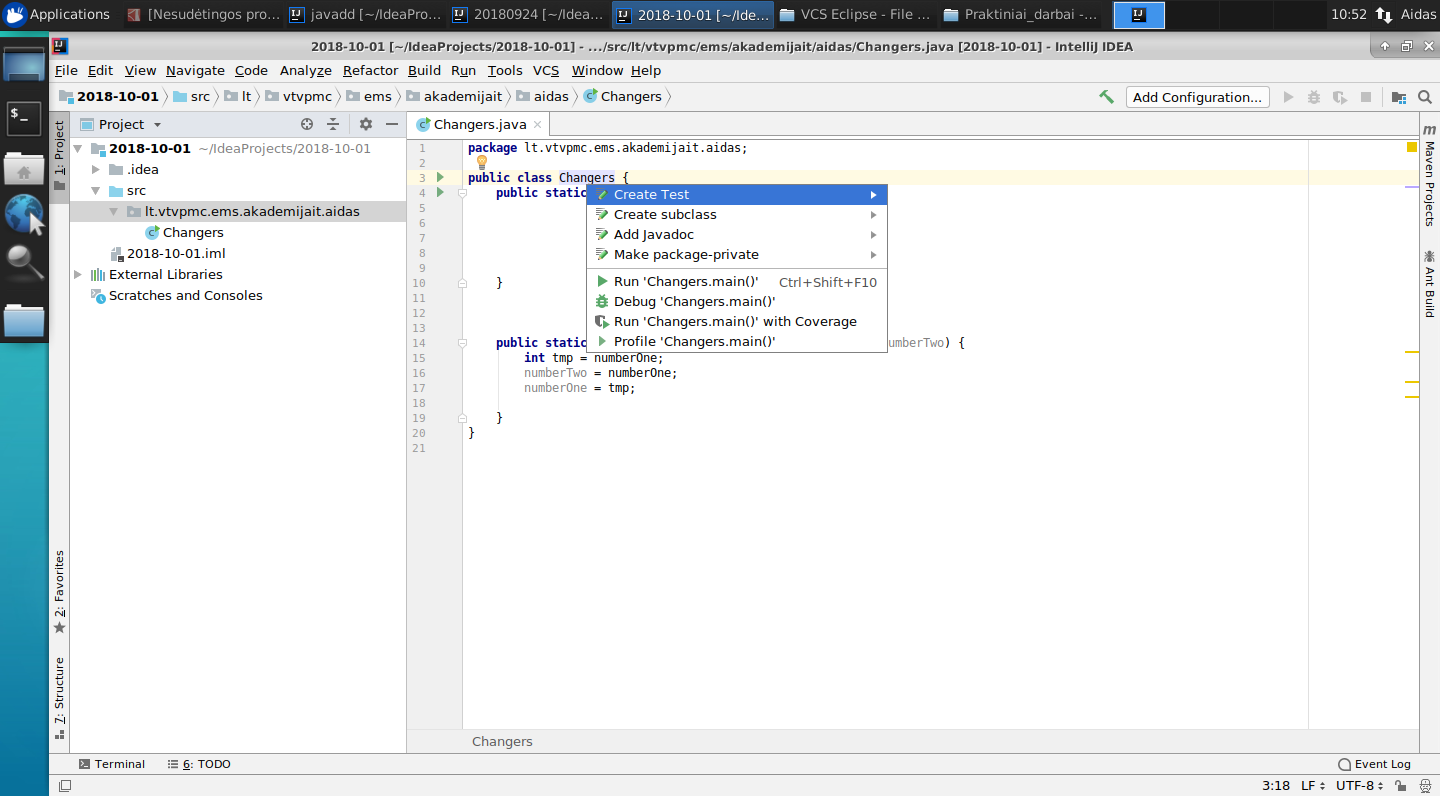 Applications [Nesudėtingos pro... javadd [~/IdeaPro... 20180924 [~/Idea... 2018-10-01 [~/Ide... VCS Eclipse - File ... Praktiniai_darbai -... 10:52 Aidas
2018-10-01 [~/IdeaProjects/2018-10-01] - .../src/lt/vtvpmc/ems/akademijait/aidas/Changers.java [2018-10-01] - IntelliJ IDEA
File Edit View Navigate Code Analyze Refactor Build Run Tools VCS Window Help
2018-10-01 src lt vtvpmc ems akademijait aidas Changers Add Configuration...
1: Project
Project
2018-10-01 ~/IdeaProjects/2018-10-01
.idea
src
lt.vtvpmc.ems.akademijait.aidas
Changers
2018-10-01.iml
External Libraries
Scratches and Consoles
2: Favorites
7: Structure
Changers.java
1 package lt.vtvpmc.ems.akademijait.aidas;
2
3 public class Changers {
4 public static
5
6
7
8
9
10 }
11
12
13
14 public static umberTwo) {
15 int tmp = numberOne;
16 numberTwo = numberOne;
17 numberOne = tmp;
18
19 }
20 }
21
Create Test
Create subclass
Add Javadoc
Make package-private
Run 'Changers.main()' Ctrl+Shift+F10
Debug 'Changers.main()'
Run 'Changers.main()' with Coverage
Profile 'Changers.main()'
Maven Projects
Ant Build
Changers
Terminal 6: TODO Event Log
3:18 LF UTF-8